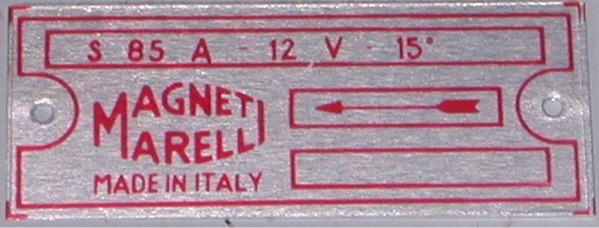 S 85 A - 12 V - 15°
MAGNETI
MARELLI
MADE IN ITALY